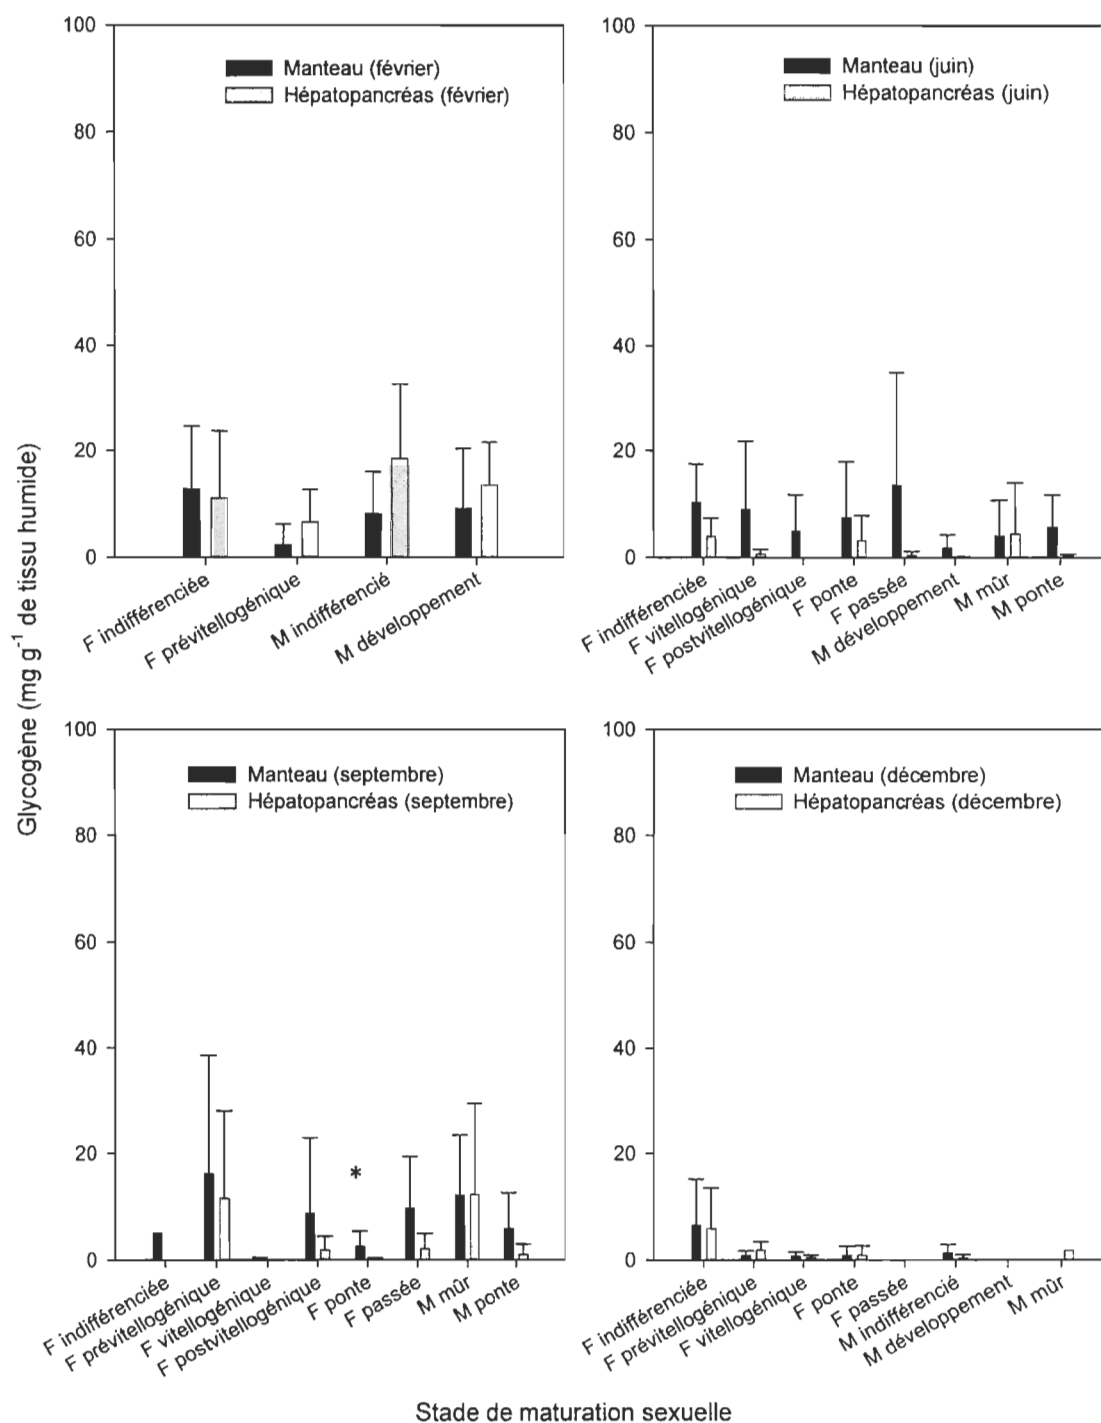 Glycogène (mg g⁻¹ de tissu humide)
100
80
60
40
20
0
Manteau (février)
Hépatopancréas (février)
F indifférenciée
F prévitellogénique
M indifférencié
M développement
100
80
60
40
20
0
Manteau (juin)
Hépatopancréas (juin)
F indifférenciée
F vitellogénique
F postvitellogénique
F ponte
F passée
M développement
M mûr
M ponte
100
80
60
40
20
0
Manteau (septembre)
Hépatopancréas (septembre)
*
F indifférenciée
F prévitellogénique
F vitellogénique
F postvitellogénique
F ponte
F passée
M mûr
M ponte
100
80
60
40
20
0
Manteau (décembre)
Hépatopancréas (décembre)
F indifférenciée
F prévitellogénique
F vitellogénique
F ponte
F passée
M indifférencié
M développement
M mûr
Stade de maturation sexuelle